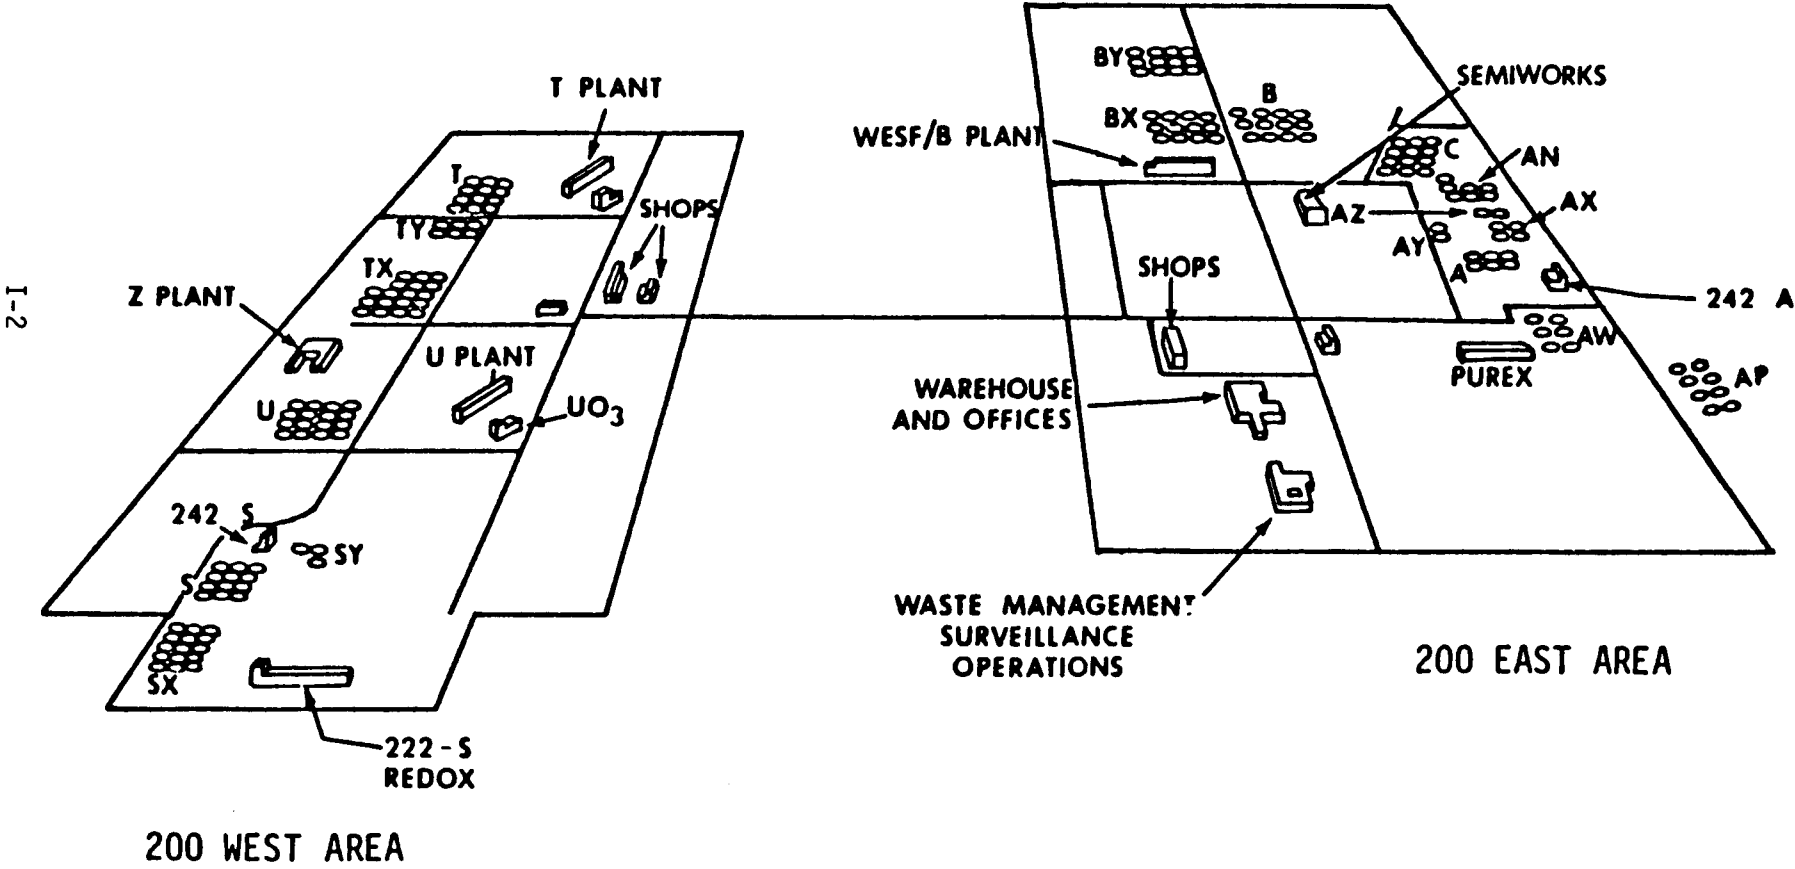 I-2
T PLANT
T
TY
SHOPS
TX
Z PLANT
U PLANT
U
UO3
242 S
SY
S
SX
222-S
REDOX
200 WEST AREA
BY
SEMIWORKS
B
BX
WESF/B PLANT
C
AN
AZ
AX
AY
SHOPS
A
242 A
AW
PUREX
AP
WAREHOUSE
AND OFFICES
WASTE MANAGEMENT
SURVEILLANCE
OPERATIONS
200 EAST AREA